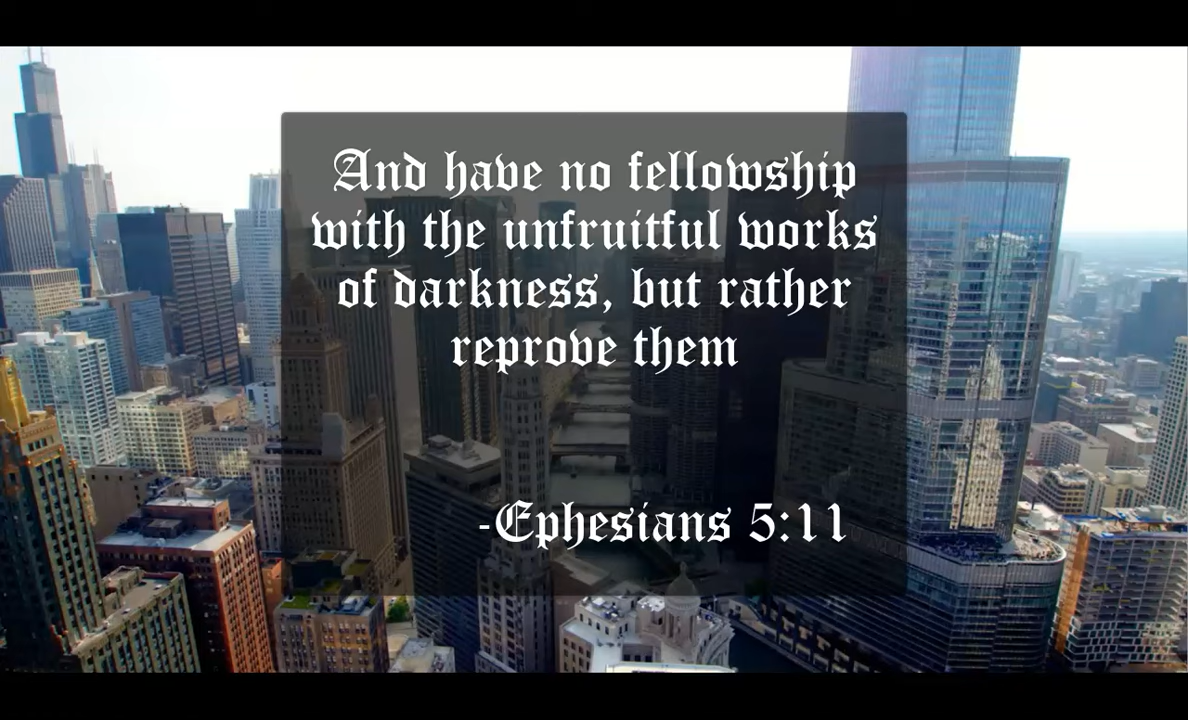 And have no fellowship
with the unfruitful works
of darkness, but rather
reprove them
-Ephesians 5:11